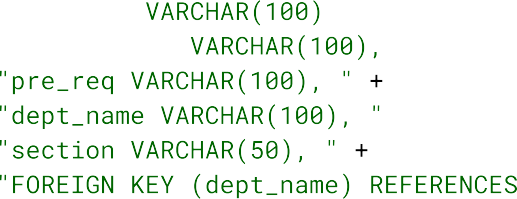 VARCHAR(100)
VARCHAR(100),
"pre_req VARCHAR(100), " +
"dept_name VARCHAR(100), "
"section VARCHAR(50), " +
"FOREIGN KEY (dept_name) REFERENCES